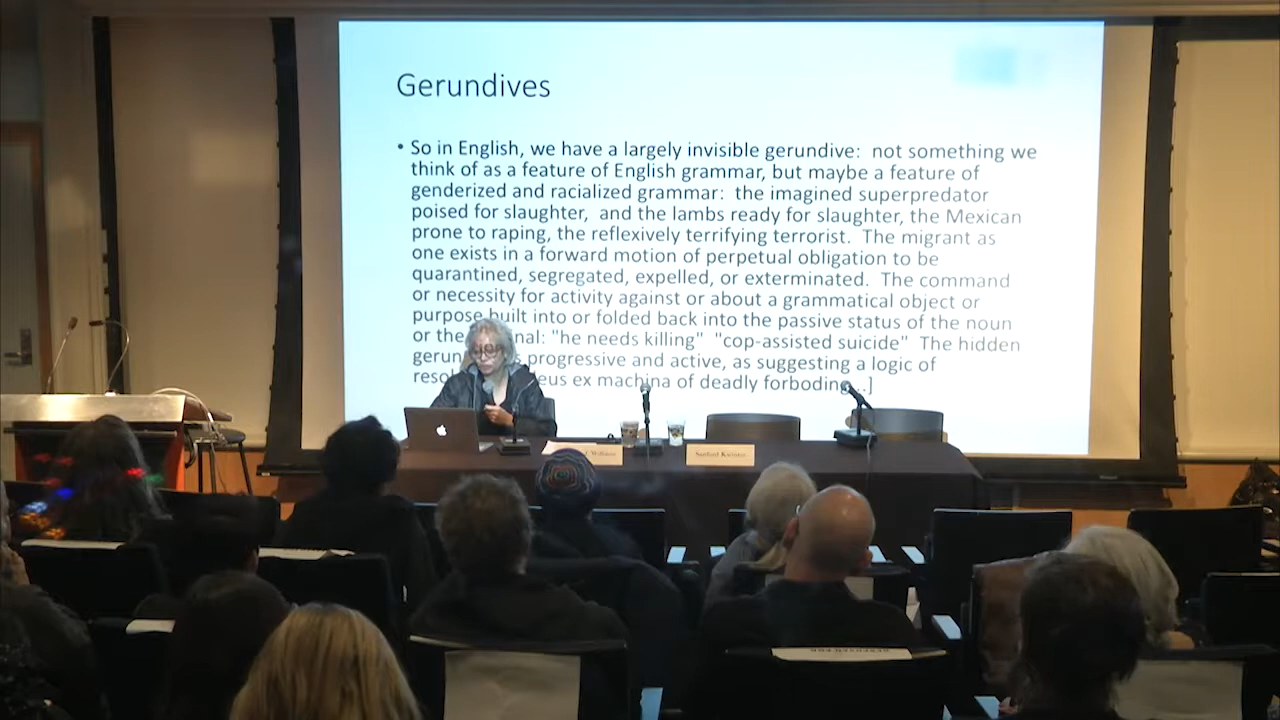 Gerundives
• So in English, we have a largely invisible gerundive: not something we
think of as a feature of English grammar, but maybe a feature of
genderized and racialized grammar: the imagined superpredator
poised for slaughter, and the lambs ready for slaughter, the Mexican
prone to raping, the reflexively terrifying terrorist. The migrant as
one exists in a forward motion of perpetual obligation to be
quarantined, segregated, expelled, or exterminated. The command
or necessity for activity against or about a grammatical object or
purpose built into or folded back into the passive status of the noun
or the nal: "he needs killing" "cop-assisted suicide" The hidden
gerun s progressive and active, as suggesting a logic of
reso eus ex machina of deadly forboding...]
Sanford